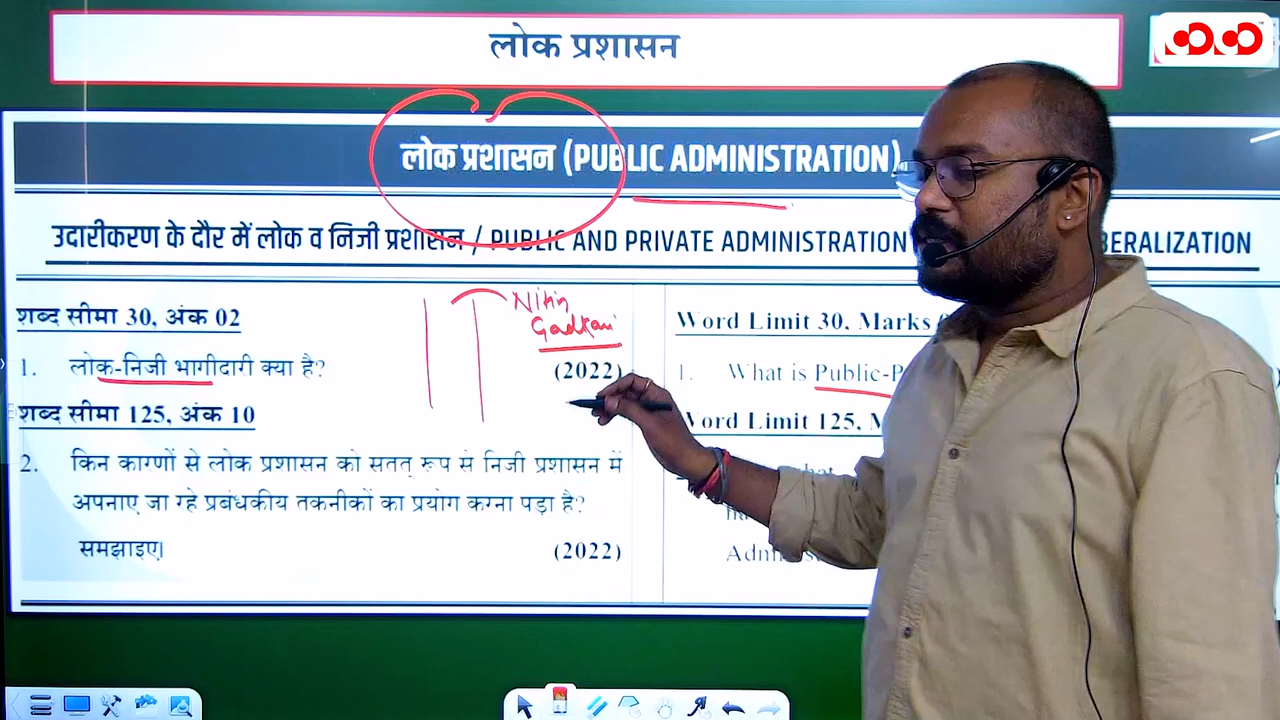 लोक प्रशासन
लोक प्रशासन (PUBLIC ADMINISTRATION)
उदारीकरण के दौर में लोक व निजी प्रशासन / PUBLIC AND PRIVATE ADMINISTRATION
शब्द सीमा 30, अंक 02
1. लोक-निजी भागीदारी क्या है? (2022)
शब्द सीमा 125, अंक 10
2. किन कारणों से लोक प्रशासन को सतत् रूप से निजी प्रशासन में
अपनाए जा रहे प्रबंधकीय तकनीकों का प्रयोग करना पड़ा है?
समझाइए। (2022)
Nitin
Gadkari
Word Limit 30, Marks
1. What is Public-P
Word Limit 125, M